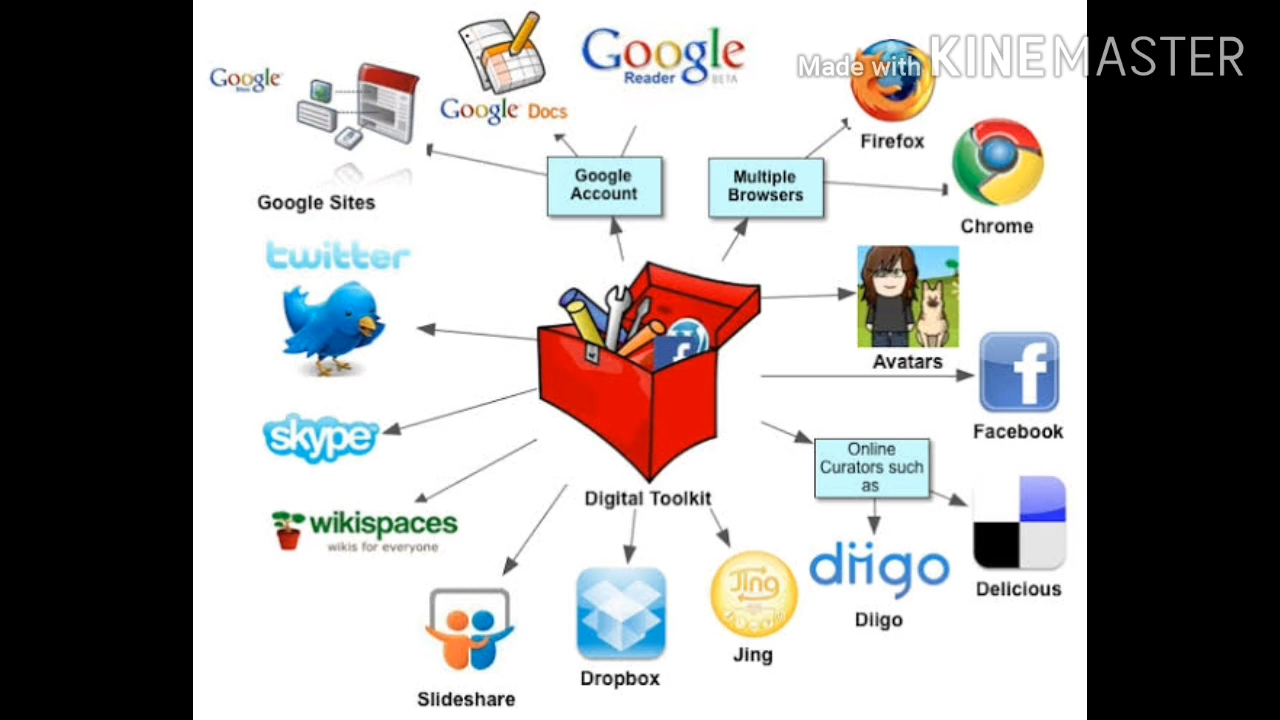 Google
Reader BETA
Made with KINEMASTER
Google
Google Docs
Firefox
Google
Account
Multiple
Browsers
Google Sites
Chrome
twitter
Avatars
f
f
Facebook
skype
Online
Curators such
as
Digital Toolkit
wikispaces
wikis for everyone
diigo
Delicious
Jing
Diigo
Jing
Dropbox
Slideshare